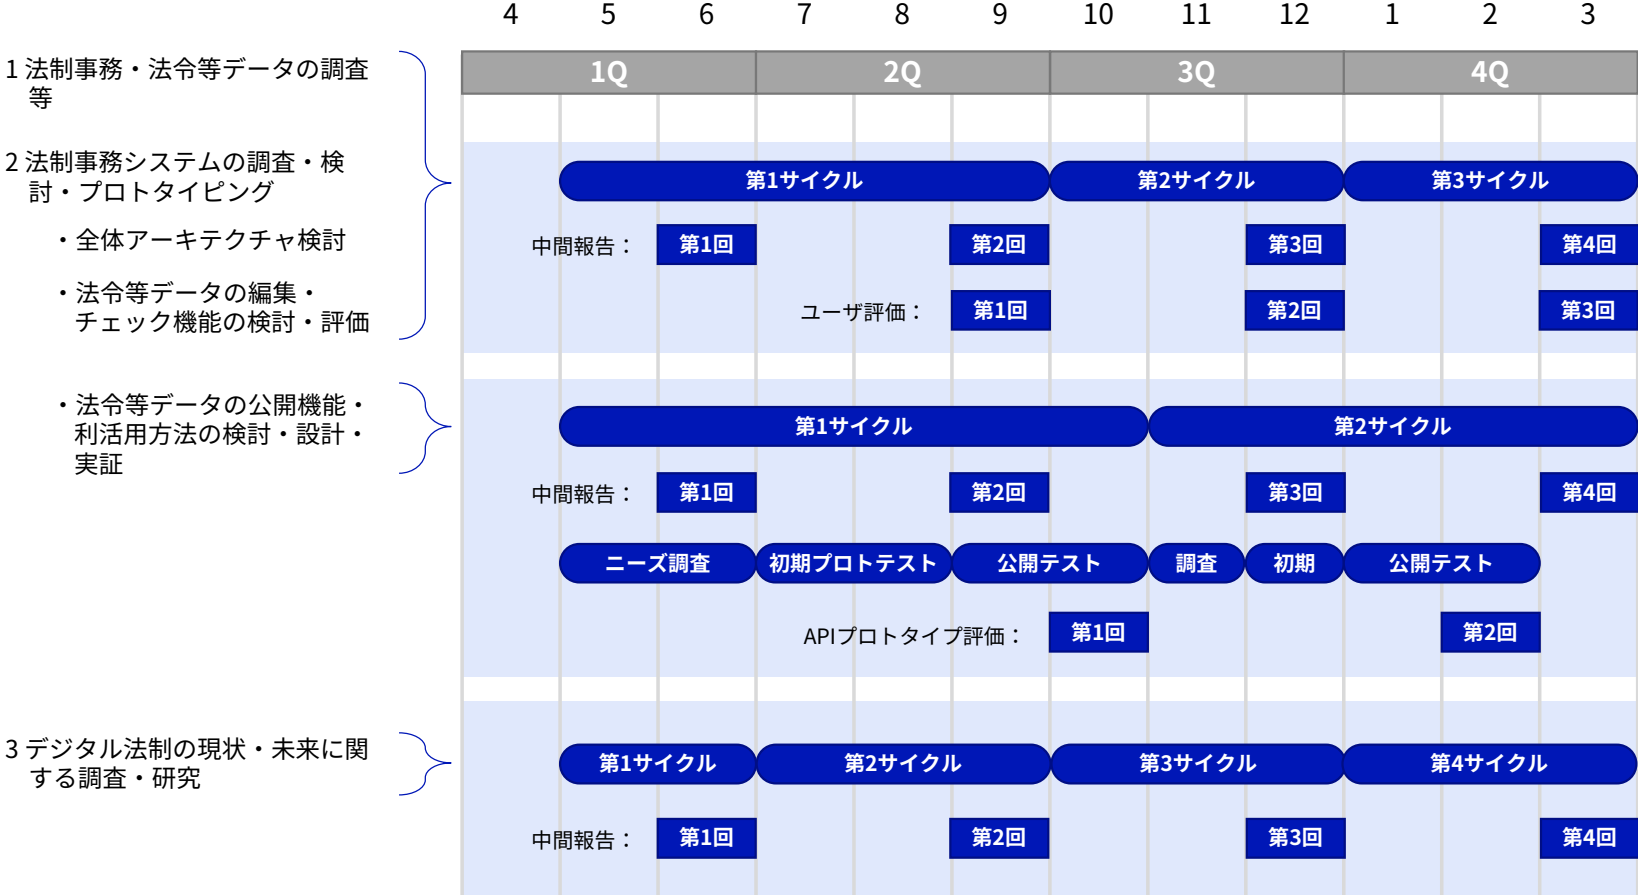 4 5 6 7 8 9 10 11 12 1 2 3
1Q 2Q 3Q 4Q
1 法制事務・法令等データの調査
等
2 法制事務システムの調査・検
討・プロトタイピング
・全体アーキテクチャ検討
・法令等データの編集・
チェック機能の検討・評価
第1サイクル 第2サイクル 第3サイクル
中間報告： 第1回 第2回 第3回 第4回
ユーザ評価： 第1回 第2回 第3回
・法令等データの公開機能・
利活用方法の検討・設計・
実証
第1サイクル 第2サイクル
中間報告： 第1回 第2回 第3回 第4回
ニーズ調査 初期プロトテスト 公開テスト 調査 初期 公開テスト
APIプロトタイプ評価： 第1回 第2回
3 デジタル法制の現状・未来に関
する調査・研究
第1サイクル 第2サイクル 第3サイクル 第4サイクル
中間報告： 第1回 第2回 第3回 第4回